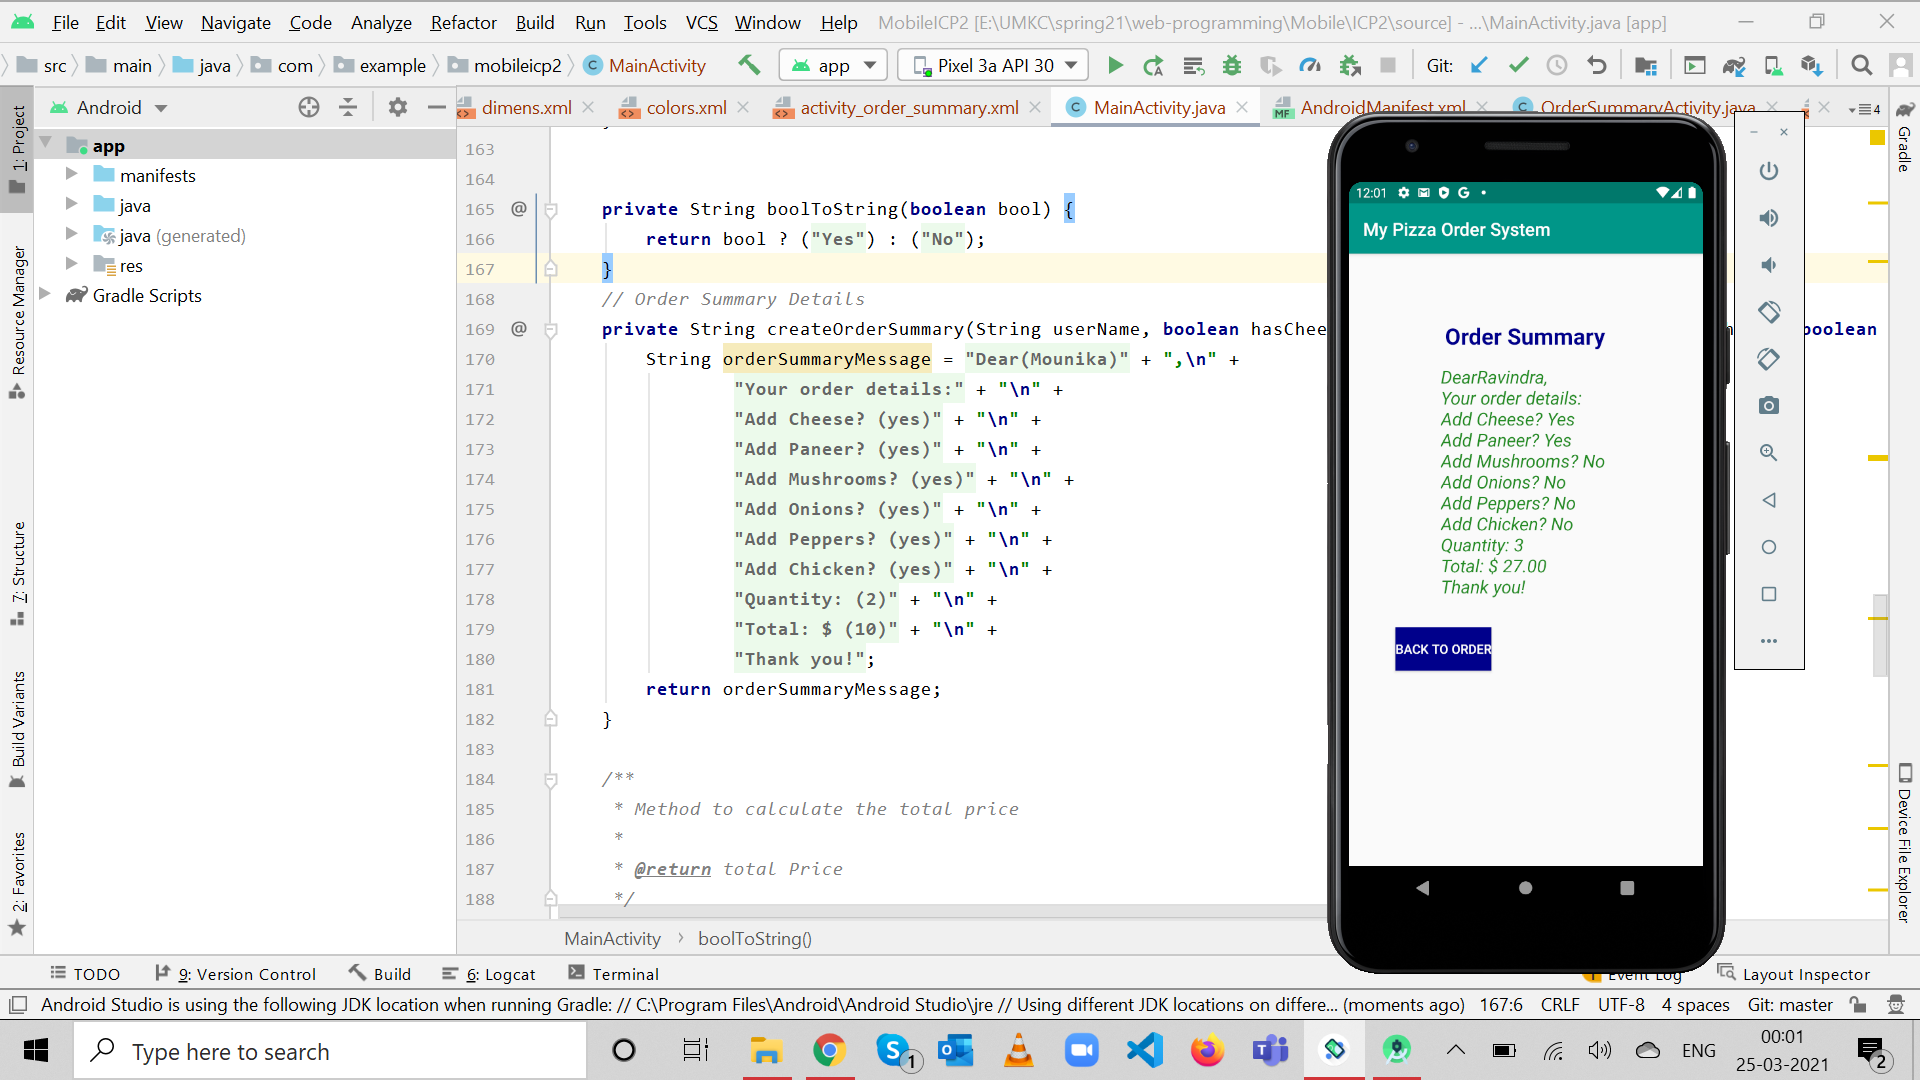 File Edit View Navigate Code Analyze Refactor Build Run Tools VCS Window Help MobileICP2 [E:\UMKC\spring21\web-programming\Mobile\ICP2\source] - ...\MainActivity.java [app]
src main java com example mobileicp2 MainActivity app Pixel 3a API 30 Git:
Android dimens.xml colors.xml activity_order_summary.xml MainActivity.java AndroidManifest.xml OrderSummaryActivity.java 4
1: Project
Resource Manager
7: Structure
Build Variants
2: Favorites
app
manifests
java
java (generated)
res
Gradle Scripts
163
164
165 @ private String boolToString(boolean bool) {
166 return bool ? ("Yes") : ("No");
167 }
168 // Order Summary Details
169 @ private String createOrderSummary(String userName, boolean hasChee boolean
170 String orderSummaryMessage = "Dear(Mounika)" + ",\n" +
171 "Your order details:" + "\n" +
172 "Add Cheese? (yes)" + "\n" +
173 "Add Paneer? (yes)" + "\n" +
174 "Add Mushrooms? (yes)" + "\n" +
175 "Add Onions? (yes)" + "\n" +
176 "Add Peppers? (yes)" + "\n" +
177 "Add Chicken? (yes)" + "\n" +
178 "Quantity: (2)" + "\n" +
179 "Total: $ (10)" + "\n" +
180 "Thank you!";
181 return orderSummaryMessage;
182 }
183
184 /**
185 * Method to calculate the total price
186 *
187 * @return total Price
188 */
MainActivity boolToString()
12:01 G
My Pizza Order System
Order Summary
DearRavindra,
Your order details:
Add Cheese? Yes
Add Paneer? Yes
Add Mushrooms? No
Add Onions? No
Add Peppers? No
Add Chicken? No
Quantity: 3
Total: $ 27.00
Thank you!
BACK TO ORDER
Gradle
Device File Explorer
TODO 9: Version Control Build 6: Logcat Terminal Event Log Layout Inspector
Android Studio is using the following JDK location when running Gradle: // C:\Program Files\Android\Android Studio\jre // Using different JDK locations on differe... (moments ago) 167:6 CRLF UTF-8 4 spaces Git: master
Type here to search 1 ENG 00:01
25-03-2021 2